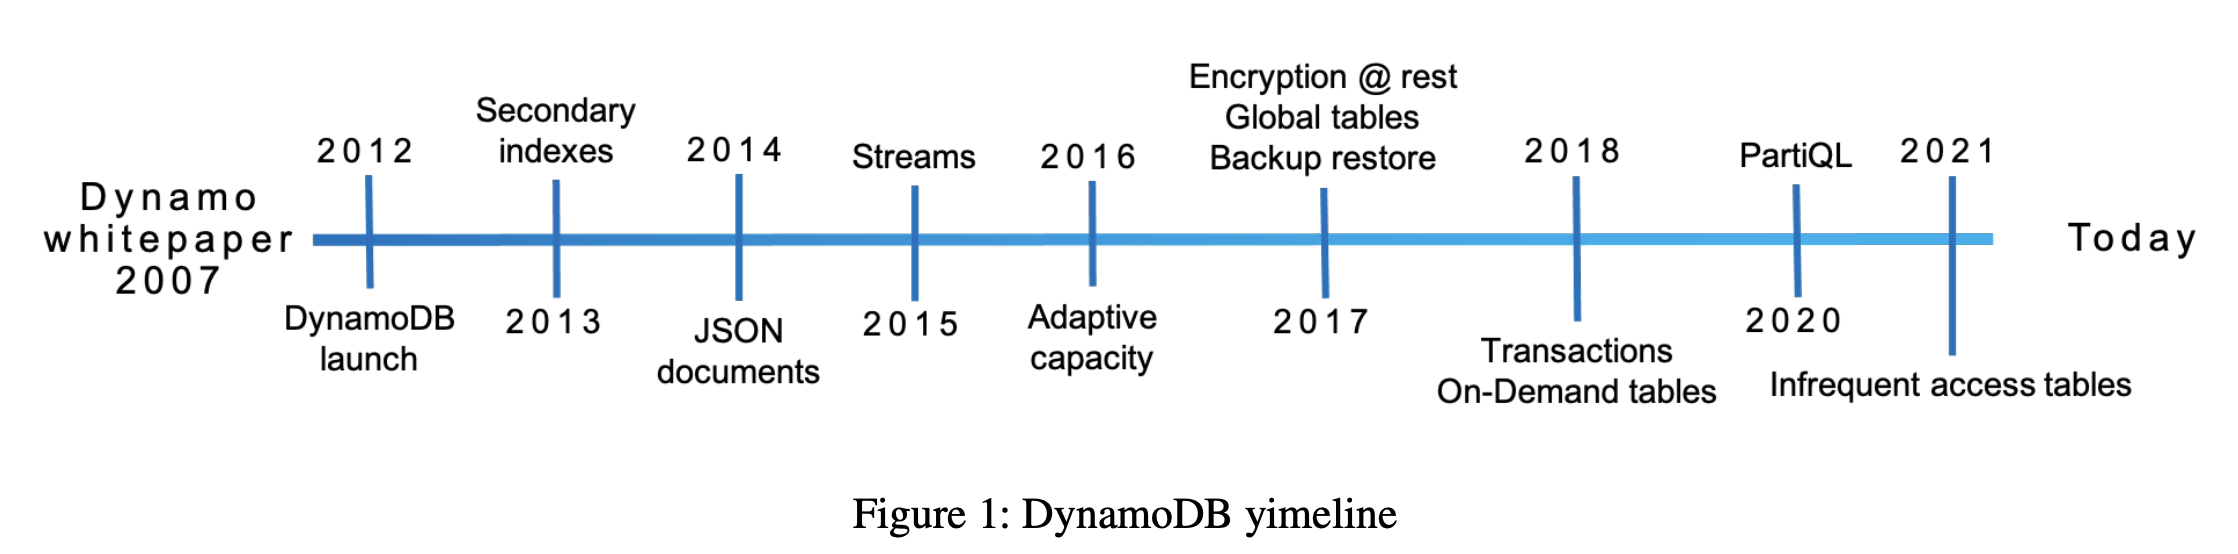 Dynamo
whitepaper
2007
2012
DynamoDB
launch
Secondary
indexes
2013
2014
JSON
documents
Streams
2015
2016
Adaptive
capacity
Encryption @ rest
Global tables
Backup restore
2017
2018
Transactions
On-Demand tables
PartiQL
2020
2021
Infrequent access tables
Today
Figure 1: DynamoDB yimeline